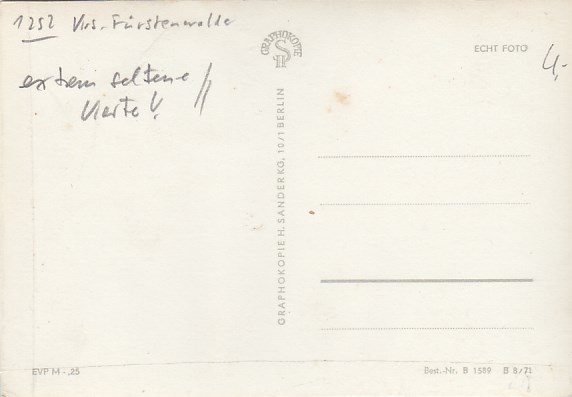 1252 Krs. Fürstenwalde
extrem seltene
Karte!!
GRAPHOKOPIE
H S
ECHT FOTO
4,-
GRAPHOKOPIE H. SANDER KG, 10/1 BERLIN
EVP M -,25
Best.-Nr. B 1589 B 8/71